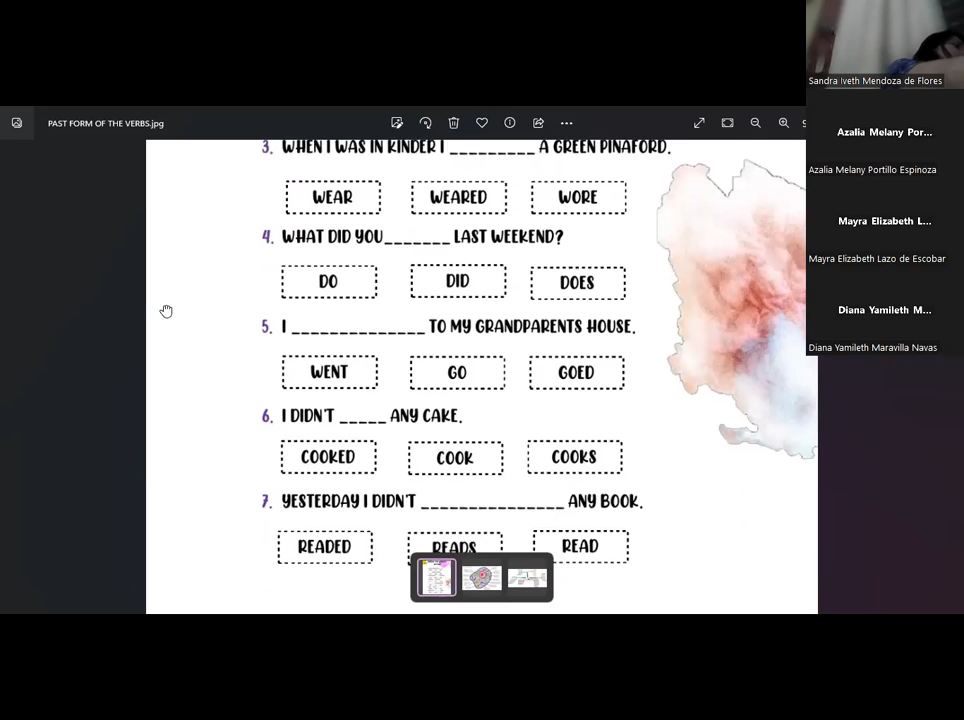 Sandra Iveth Mendoza de Flores
PAST FORM OF THE VERBS.jpg
Azalia Melany Por...
Azalia Melany Portillo Espinoza
3. WHEN I WAS IN KINDER I _________ A GREEN PINAFORD.
WEAR WEARED WORE
Mayra Elizabeth L...
Mayra Elizabeth Lazo de Escobar
4. WHAT DID YOU_______ LAST WEEKEND?
DO DID DOES
Diana Yamileth M...
Diana Yamileth Maravilla Navas
5. I ______________ TO MY GRANDPARENTS HOUSE.
WENT GO GOED
6. I DIDN'T _____ ANY CAKE.
COOKED COOK COOKS
7. YESTERDAY I DIDN'T _______________ ANY BOOK.
READED READS READ